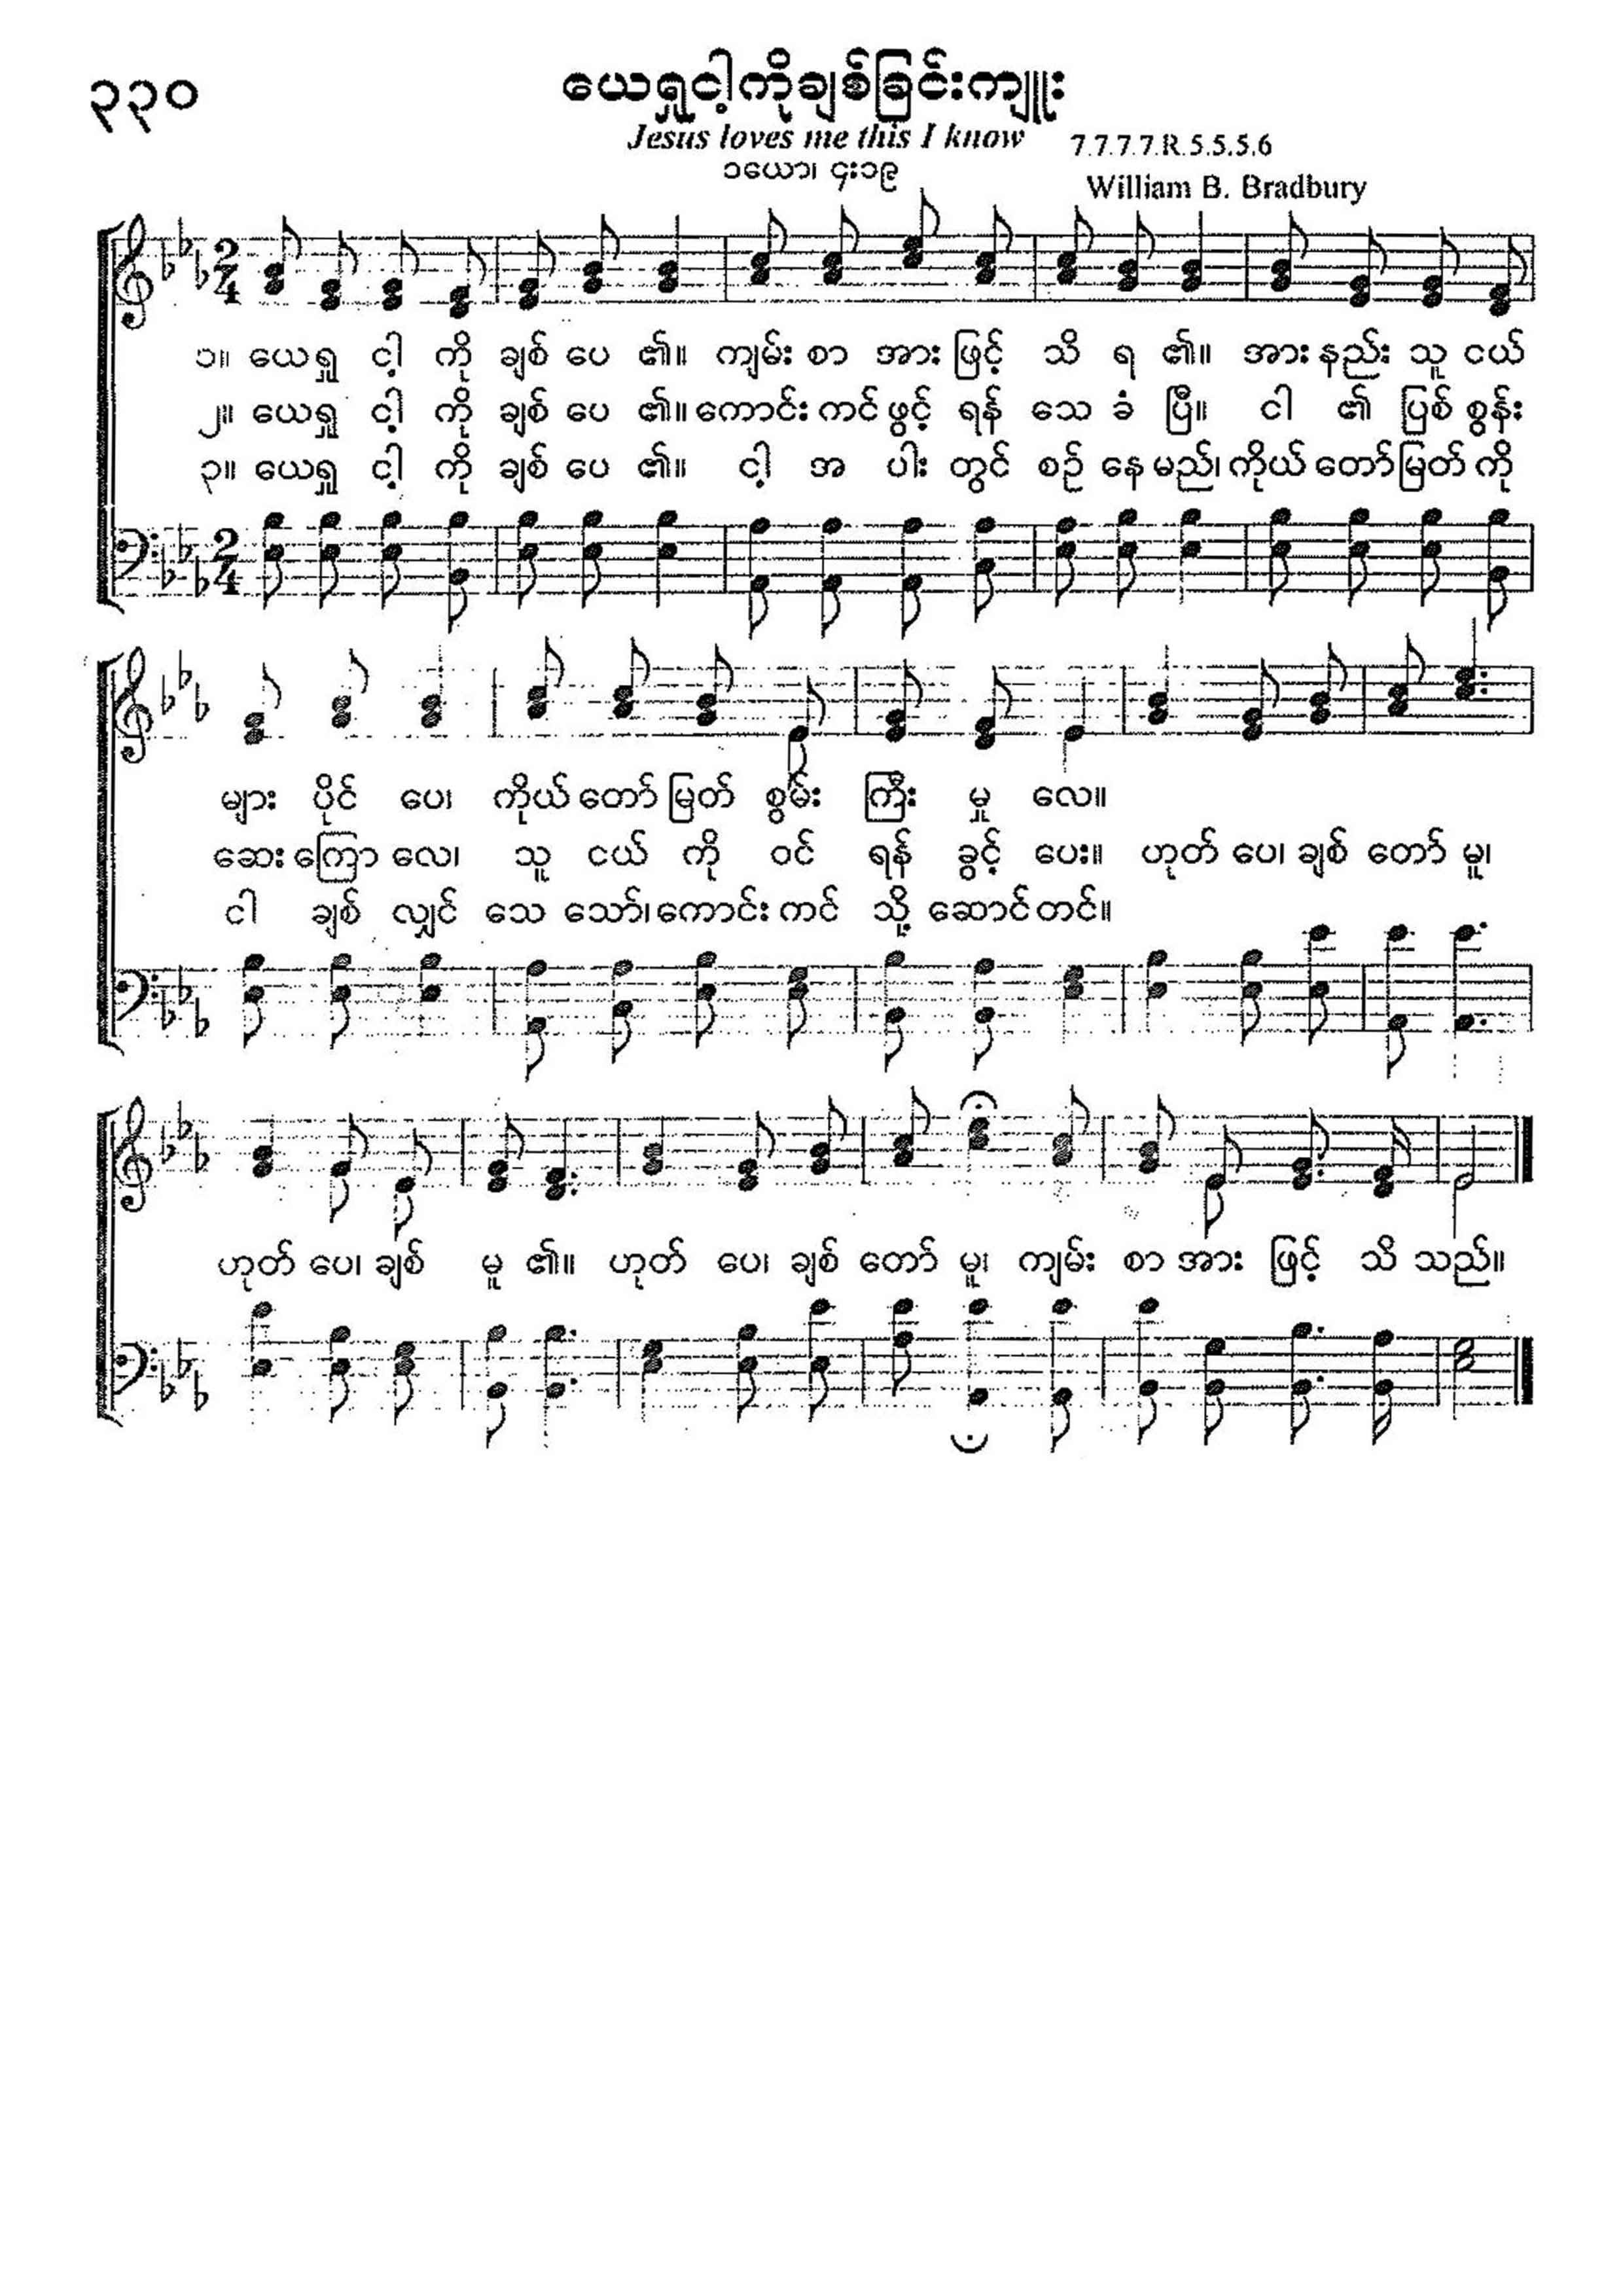 ၃၃၀
ယေရှုငါ့ကိုချစ်ခြင်းကျူး
Jesus loves me this I know
7.7.7.7.R.5.5.5.6
၁ယော၊ ၄း၁၉
William B. Bradbury
၁။ ယေရှု ငါ့ ကို ချစ် ပေ ၏။ ကျမ်း စာ အား ဖြင့် သိ ရ ၏။ အား နည်း သူ ငယ်
၂။ ယေရှု ငါ့ ကို ချစ် ပေ ၏။ ကောင်း ကင် ဖွင့် ရန် သေ ခံ ပြီ။ ငါ ၏ ပြစ် စွန်း
၃။ ယေရှု ငါ့ ကို ချစ် ပေ ၏။ ငါ့ အ ပါး တွင် စဉ် နေ မည်၊ ကိုယ် တော် မြတ် ကို
များ ပိုင် ပေ၊ ကိုယ် တော် မြတ် စွမ်း ကြီး မှု လေ။
ဆေး ကြော လေ၊ သူ ငယ် ကို ဝင် ရန် ခွင့် ပေး။ ဟုတ် ပေ၊ ချစ် တော် မူ၊
ငါ ချစ် လျှင် သေ သော်၊ ကောင်း ကင် သို့ ဆောင် တင်။
ဟုတ် ပေ၊ ချစ် မူ ၏။ ဟုတ် ပေ၊ ချစ် တော် မူ၊ ကျမ်း စာ အား ဖြင့် သိ သည်။